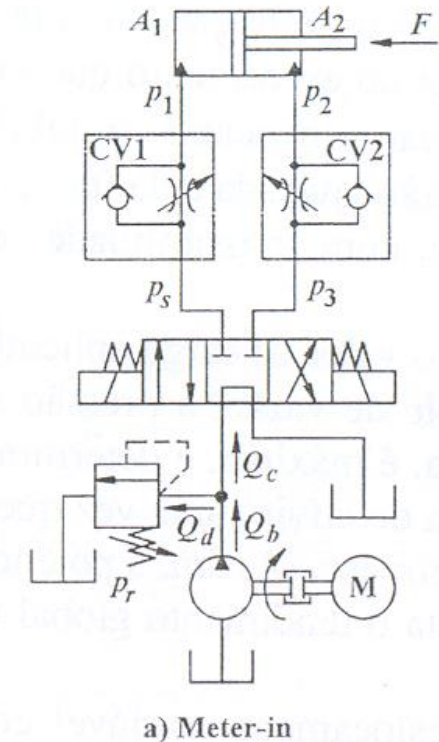 A1 A2
F
p1 p2
CV1 CV2
ps p3
Qc
Qd Qb
pr
M
a) Meter-in